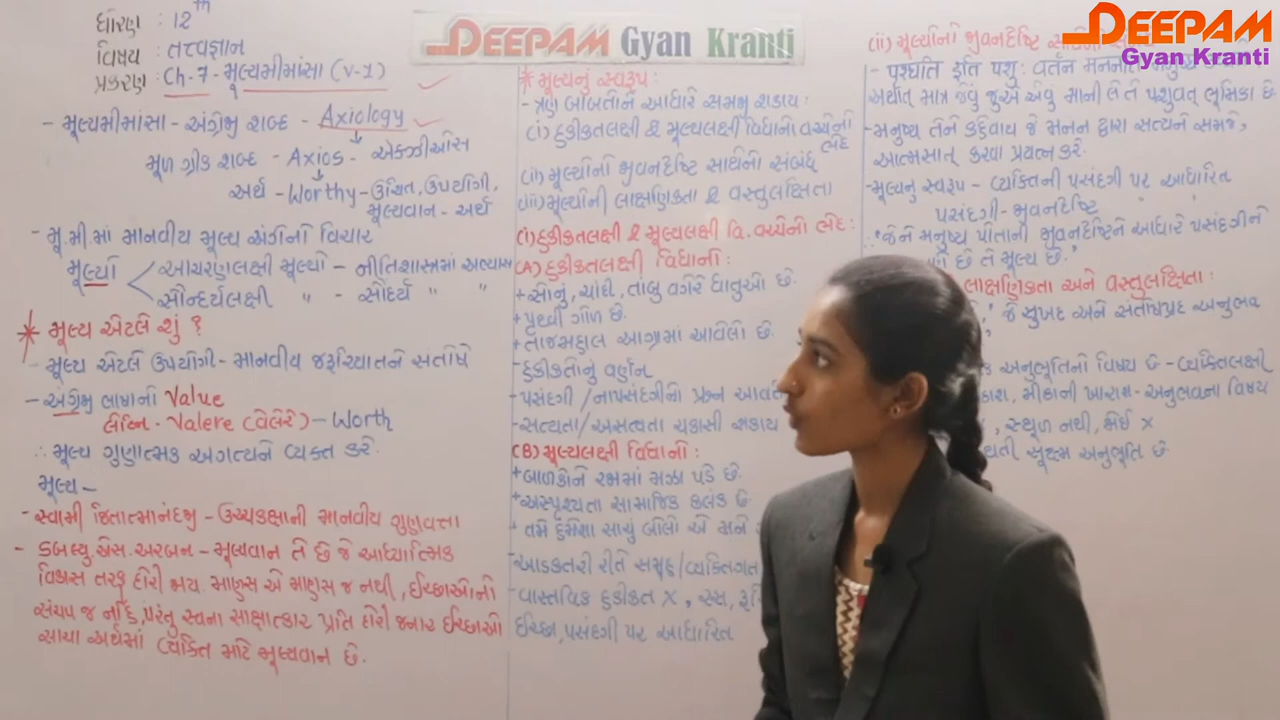 ધોરણ : 12th
વિષય : તત્ત્વજ્ઞાન
પ્રકરણ : Ch-7-મૂલ્યમીમાંસા (V-1)
- મૂલ્યમીમાંસા - અંગ્રેજી શબ્દ - Axiology
મૂળ ગ્રીક શબ્દ - Axios - એક્ઝીઓસ
અર્થ - Worthy - ઉચિત, ઉપયોગી,
મૂલ્યવાન - અર્થ
- મૂ.મી.માં માનવીય મૂલ્ય અંગેનો વિચાર
મૂલ્યો
આચરણલક્ષી મૂલ્યો - નીતિશાસ્ત્રમાં અભ્યાસ
સૌન્દર્યલક્ષી " - સૌંદર્ય " "
* મૂલ્ય એટલે શું ?
- મૂલ્ય એટલે ઉપયોગી - માનવીય જરૂરિયાતને સંતોષે
- અંગ્રેજી ભાષાનો Value
લેટિન - Valere (વેલેરે) - Worth
∴ મૂલ્ય ગુણાત્મક અગત્યને વ્યક્ત કરે.
મૂલ્ય -
- સ્વામી જિતાત્માનંદજી - ઉચ્ચકક્ષાની માનવીય ગુણવત્તા
- ડબલ્યુ.એસ.અરબન - મૂલ્યવાન તે છે જે આધ્યાત્મિક
વિકાસ તરફ દોરી જાય. માણસ એ માણસ જ નથી, ઈચ્છાઓનો
સંચય જ નહિ, પરંતુ સ્વના સાક્ષાત્કાર પ્રતિ દોરી જનાર ઈચ્છાઓ
સાચા અર્થમાં વ્યક્તિ માટે મૂલ્યવાન છે.
DEEPAM Gyan Kranti
* મૂલ્યનું સ્વરૂપ :
- ત્રણ બાબતોને આધારે સમજી શકાય :
(i) હકીકતલક્ષી & મૂલ્યલક્ષી વિધાનો વચ્ચેનો
ભેદ
(ii) મૂલ્યોનો જીવનદૃષ્ટિ સાથેનો સંબંધ
(iii) મૂલ્યોની લાક્ષણિકતા & વસ્તુલક્ષિતા
(i) હકીકતલક્ષી & મૂલ્યલક્ષી વિ. વચ્ચેનો ભેદ :
(A) હકીકતલક્ષી વિધાનો :
+ સોનું, ચાંદી, તાંબુ વગેરે ધાતુઓ છે.
+ પૃથ્વી ગોળ છે.
+ તાજમહાલ આગ્રામાં આવેલો છે.
- હકીકતોનું વર્ણન
- પસંદગી / નાપસંદગીનો પ્રશ્ન
- સત્યતા / અસત્યતા ચકાસી શકાય
(B) મૂલ્યલક્ષી વિધાનો :
+ બાળકોને રમવામાં મઝા પડે છે.
+ અસ્પૃશ્યતા સામાજિક કલંક છે
+ તમે હંમેશા સાચું બોલો એ મને
- આડકતરી રીતે સમૂહ / વ્યક્તિગત
- વાસ્તવિક હકીકત X, રસ,
ઈચ્છા, પસંદગી પર આધારિત
DEEPAM
Gyan Kranti
(ii) મૂલ્યોનો જીવનદૃષ્ટિ
- પશ્યતિ ઈતિ પશુ :
અર્થાત્ માત્ર જેવું જુએ એવું માની લે તે પશુવત્ ભૂમિકા છે.
- મનુષ્ય તેને કહેવાય જે મનન દ્વારા સત્યને સમજે,
આત્મસાત્ કરવા પ્રયત્ન કરે.
- મૂલ્યનું સ્વરૂપ - વ્યક્તિની પસંદગી પર આધારિત
પસંદગી - જીવનદૃષ્ટિ " "
∴ "જેને મનુષ્ય પોતાની જીવનદૃષ્ટિને આધારે પસંદગીને
છે તે મૂલ્ય છે."
લાક્ષણિકતા અને વસ્તુલક્ષિતા :
જે સુખદ અને સંતોષપ્રદ અનુભવ
અનુભૂતિનો વિષય છે - વ્યક્તિલક્ષી
મીઠાની ખારાશ - અનુભવના વિષય
, સ્થૂળ નથી, જોઈ X
થતી સૂક્ષ્મ અનુભૂતિ છે.